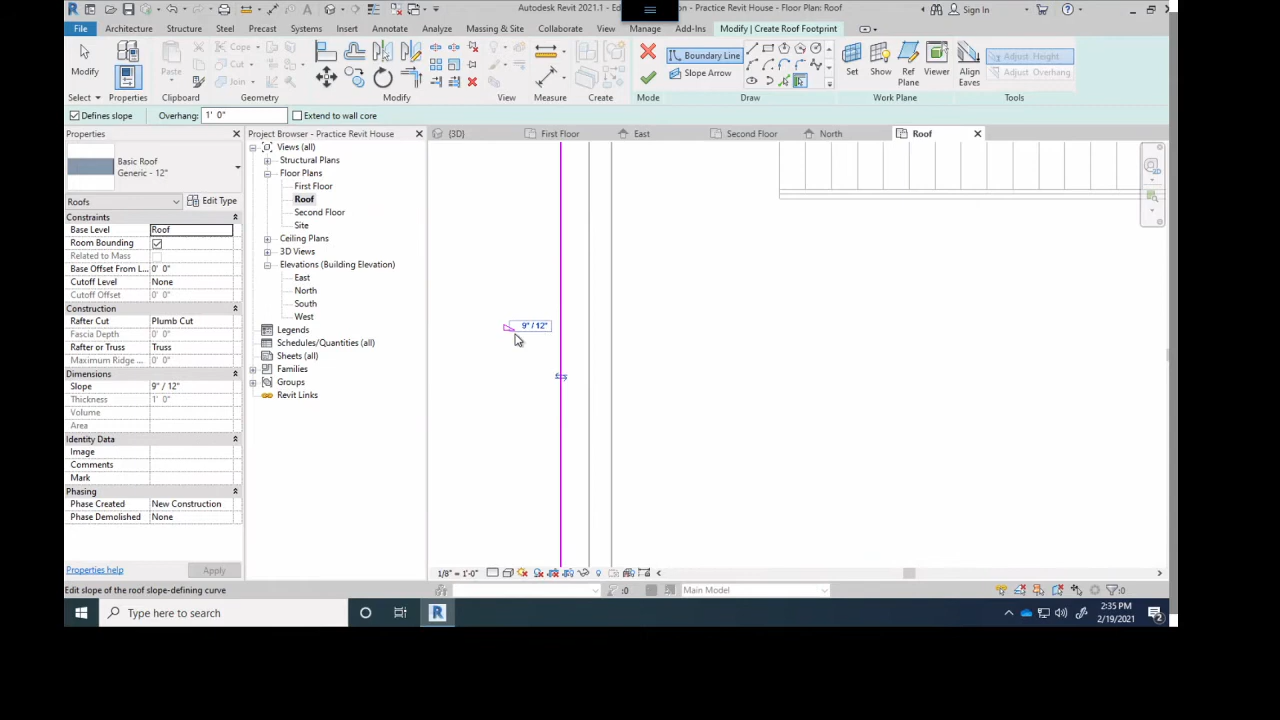 Autodesk Revit 2021.1 - Ed
on - Practice Revit House - Floor Plan: Roof
Sign In
File Architecture Structure Steel Precast Systems Insert Annotate Analyze Massing & Site Collaborate View Manage Add-Ins Modify | Create Roof Footprint
Modify
Properties
Paste
Cope
Cut
Join
Boundary Line
Slope Arrow
Set
Show
Ref
Plane
Viewer
Align
Eaves
Adjust Height
Adjust Overhang
Select Properties Clipboard Geometry Modify View Measure Create Mode Draw Work Plane Tools
Defines slope Overhang: 1' 0" Extend to wall core
Properties
Basic Roof
Generic - 12"
Roofs Edit Type
Constraints
Base Level Roof
Room Bounding
Related to Mass
Base Offset From L... 0' 0"
Cutoff Level None
Cutoff Offset 0' 0"
Construction
Rafter Cut Plumb Cut
Fascia Depth 0' 0"
Rafter or Truss Truss
Maximum Ridge ... 0' 0"
Dimensions
Slope 9" / 12"
Thickness 1' 0"
Volume
Area
Identity Data
Image
Comments
Mark
Phasing
Phase Created New Construction
Phase Demolished None
Properties help Apply
Project Browser - Practice Revit House
Views (all)
Structural Plans
Floor Plans
First Floor
Roof
Second Floor
Site
Ceiling Plans
3D Views
Elevations (Building Elevation)
East
North
South
West
Legends
Schedules/Quantities (all)
Sheets (all)
Families
Groups
Revit Links
{3D} First Floor East Second Floor North Roof
2D
9" / 12"
1/8" = 1'-0"
Edit slope of the roof slope-defining curve
:0
Main Model
:0
Type here to search
2:35 PM
2/19/2021
2